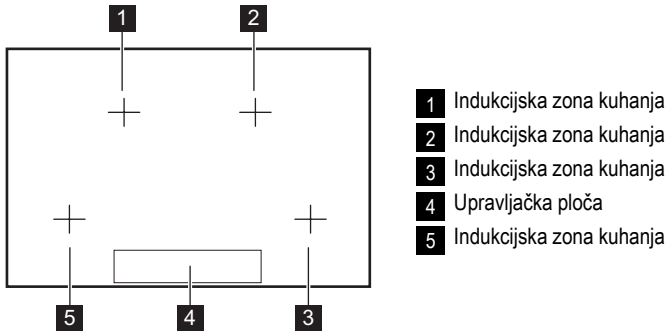 1 2
1 Indukcijska zona kuhanja
2 Indukcijska zona kuhanja
3 Indukcijska zona kuhanja
4 Upravljačka ploča
5 Indukcijska zona kuhanja
5 4 3